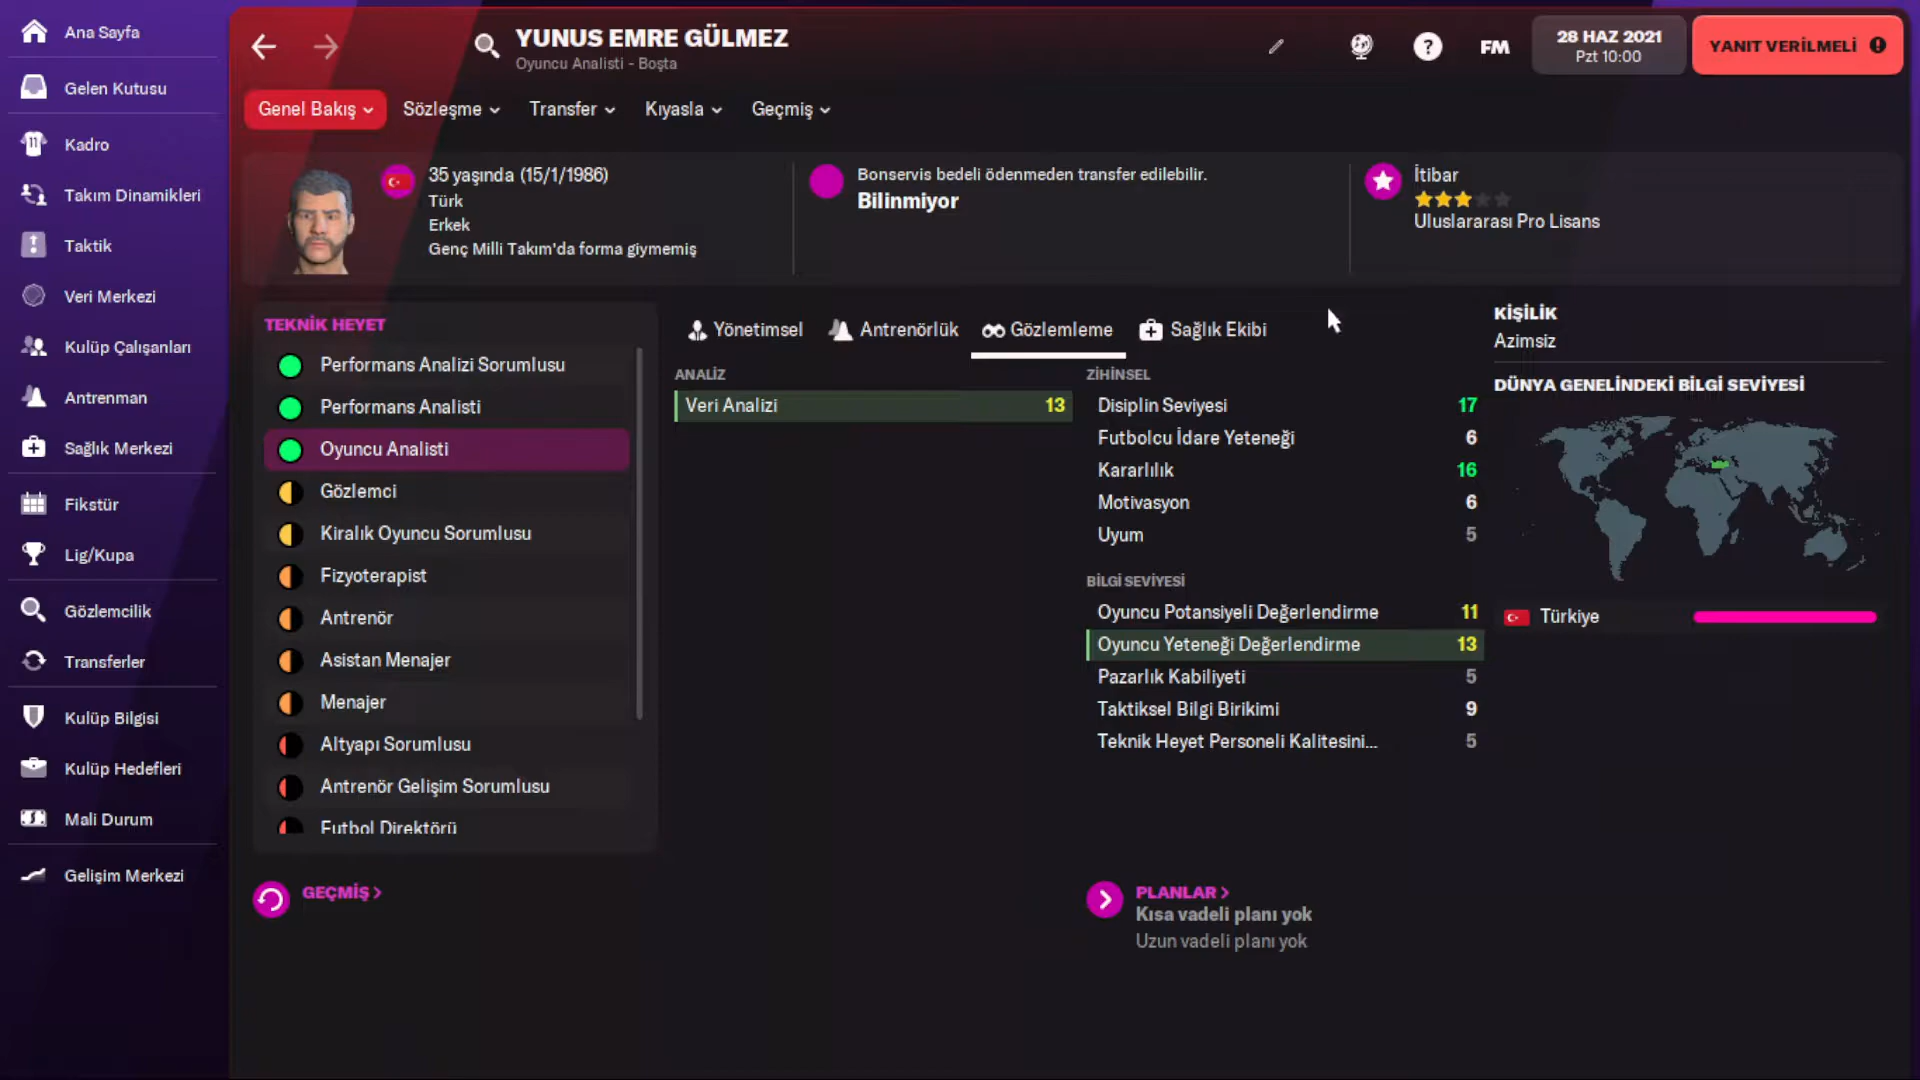 Ana Sayfa
Gelen Kutusu
Kadro
Takım Dinamikleri
Taktik
Veri Merkezi
Kulüp Çalışanları
Antrenman
Sağlık Merkezi
Fikstür
Lig/Kupa
Gözlemcilik
Transferler
Kulüp Bilgisi
Kulüp Hedefleri
Mali Durum
Gelişim Merkezi
YUNUS EMRE GÜLMEZ
Oyuncu Analisti - Boşta
FM
28 HAZ 2021
Pzt 10:00
YANIT VERİLMELİ
Genel Bakış
Sözleşme
Transfer
Kıyasla
Geçmiş
35 yaşında (15/1/1986)
Türk
Erkek
Genç Milli Takım'da forma giymemiş
Bonservis bedeli ödenmeden transfer edilebilir.
Bilinmiyor
İtibar
Uluslararası Pro Lisans
TEKNİK HEYET
Performans Analizi Sorumlusu
Performans Analisti
Oyuncu Analisti
Gözlemci
Kiralık Oyuncu Sorumlusu
Fizyoterapist
Antrenör
Asistan Menajer
Menajer
Altyapı Sorumlusu
Antrenör Gelişim Sorumlusu
Futbol Direktörü
Yönetimsel
Antrenörlük
Gözlemleme
Sağlık Ekibi
ANALİZ
Veri Analizi 13
ZİHİNSEL
Disiplin Seviyesi 17
Futbolcu İdare Yeteneği 6
Kararlılık 16
Motivasyon 6
Uyum 5
BİLGİ SEVİYESİ
Oyuncu Potansiyeli Değerlendirme 11
Oyuncu Yeteneği Değerlendirme 13
Pazarlık Kabiliyeti 5
Taktiksel Bilgi Birikimi 9
Teknik Heyet Personeli Kalitesini... 5
KİŞİLİK
Azimsiz
DÜNYA GENELİNDEKİ BİLGİ SEVİYESİ
Türkiye
GEÇMİŞ >
PLANLAR >
Kısa vadeli planı yok
Uzun vadeli planı yok